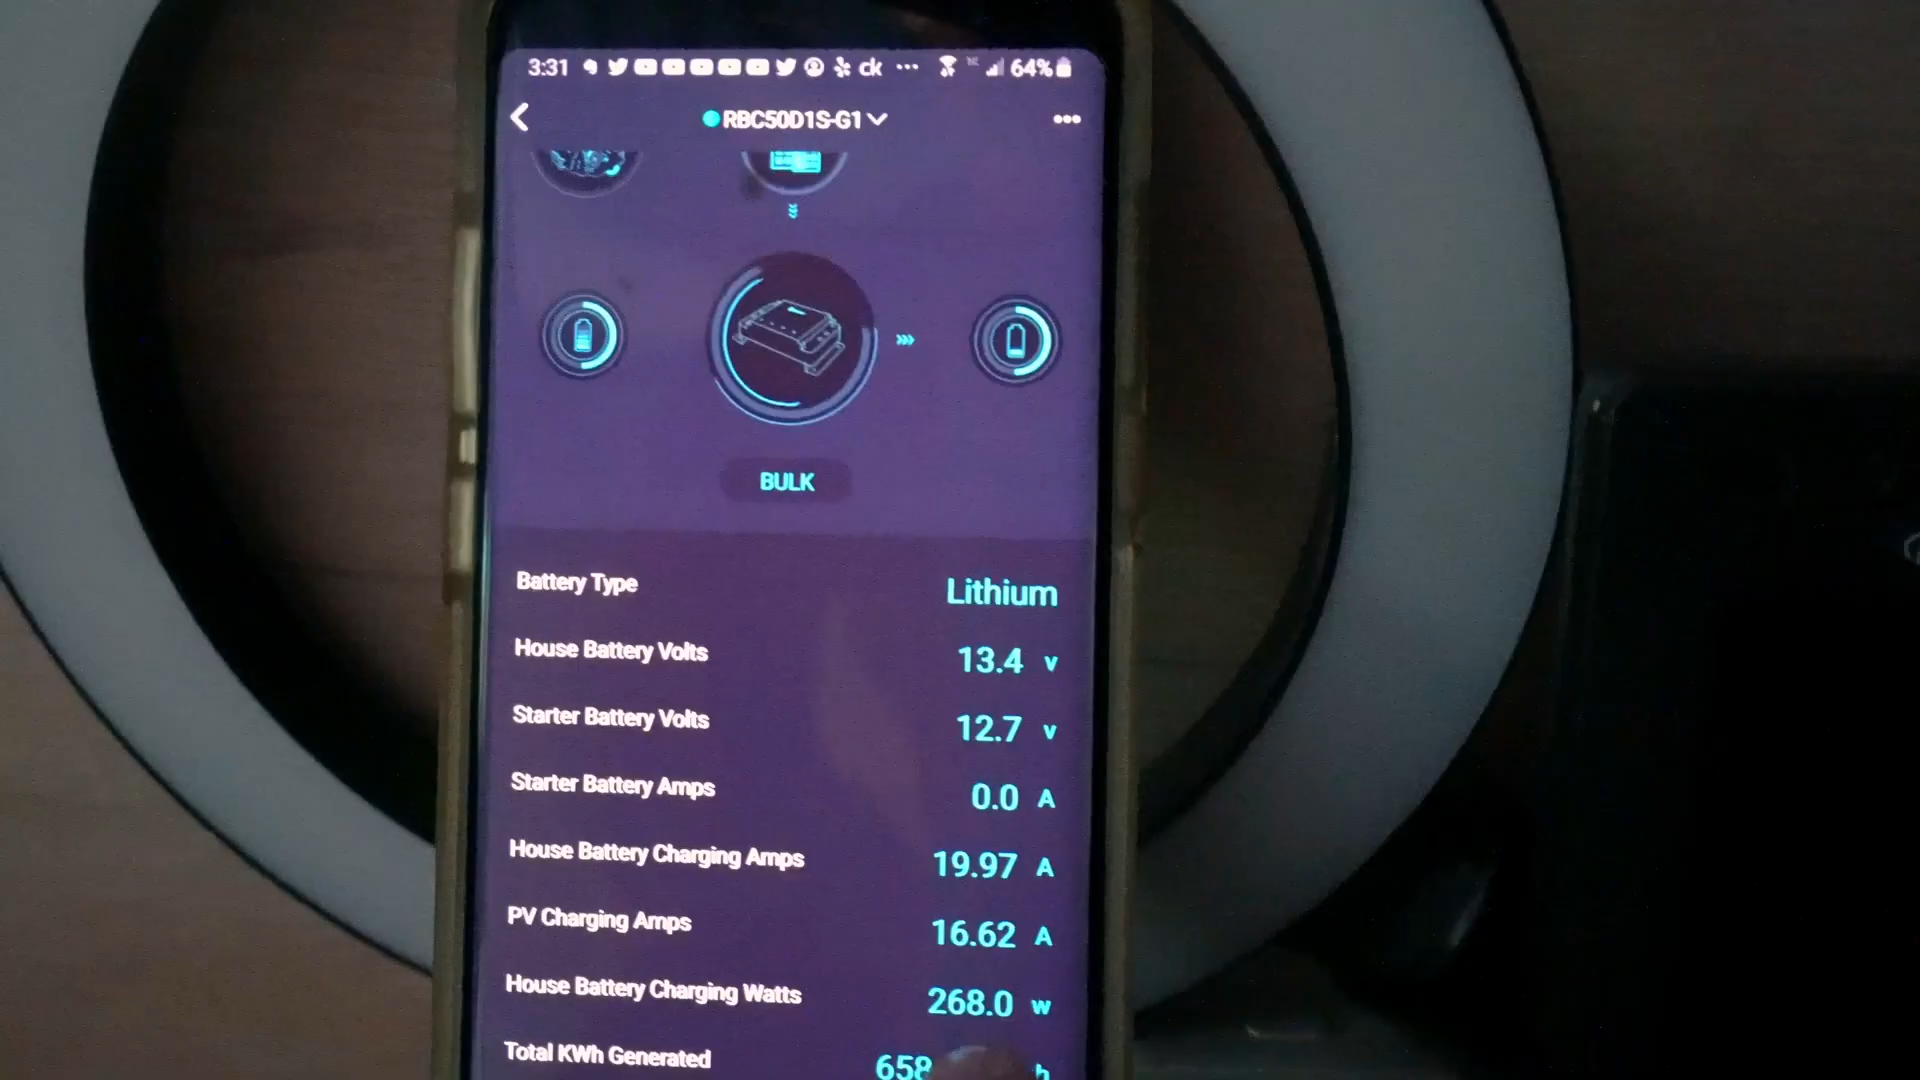 3:31 ck ... 64%
RBC50D1S-G1
BULK
Battery Type Lithium
House Battery Volts 13.4 v
Starter Battery Volts 12.7 v
Starter Battery Amps 0.0 A
House Battery Charging Amps 19.97 A
PV Charging Amps 16.62 A
House Battery Charging Watts 268.0 w
Total KWh Generated 658 h